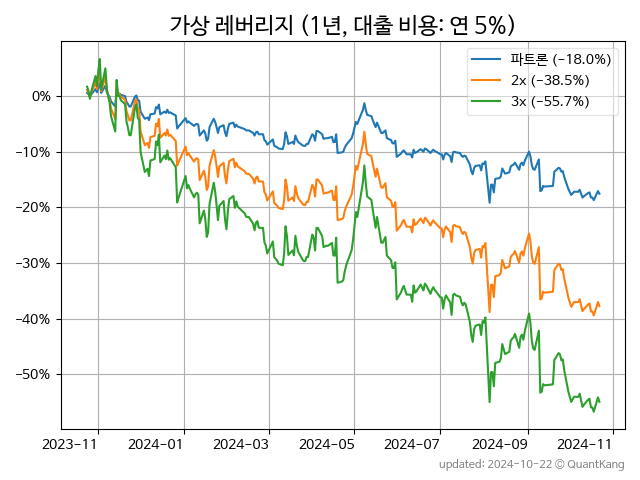 가상 레버리지 (1년, 대출 비용: 연 5%)
파트론 (−18.0%)
2x (−38.5%)
3x (−55.7%)
0%
−10%
−20%
−30%
−40%
−50%
2023−11 2024−01 2024−03 2024−05 2024−07 2024−09 2024−11
updated: 2024-10-22 © QuantKang